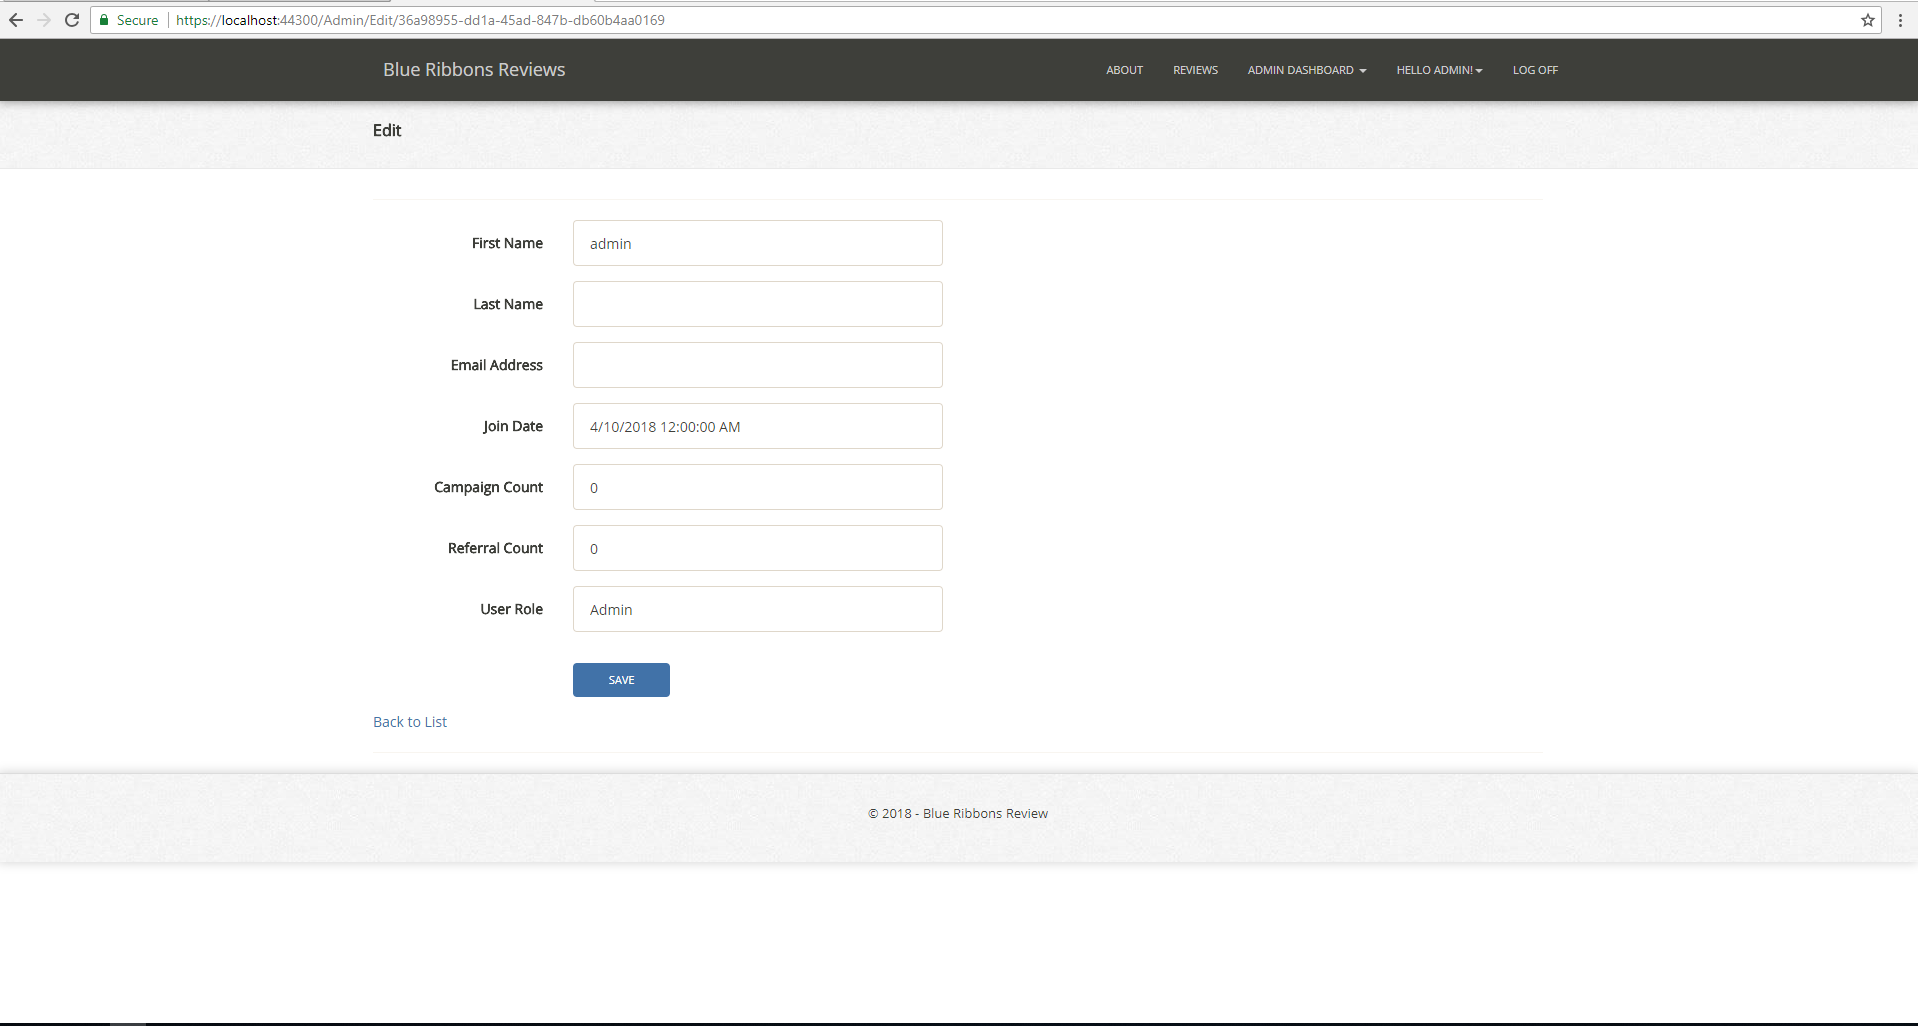 Secure https://localhost:44300/Admin/Edit/36a98955-dd1a-45ad-847b-db60b4aa0169
Blue Ribbons Reviews ABOUT REVIEWS ADMIN DASHBOARD HELLO ADMIN! LOG OFF
Edit
First Name admin
Last Name
Email Address
Join Date 4/10/2018 12:00:00 AM
Campaign Count 0
Referral Count 0
User Role Admin
SAVE
Back to List
© 2018 - Blue Ribbons Review